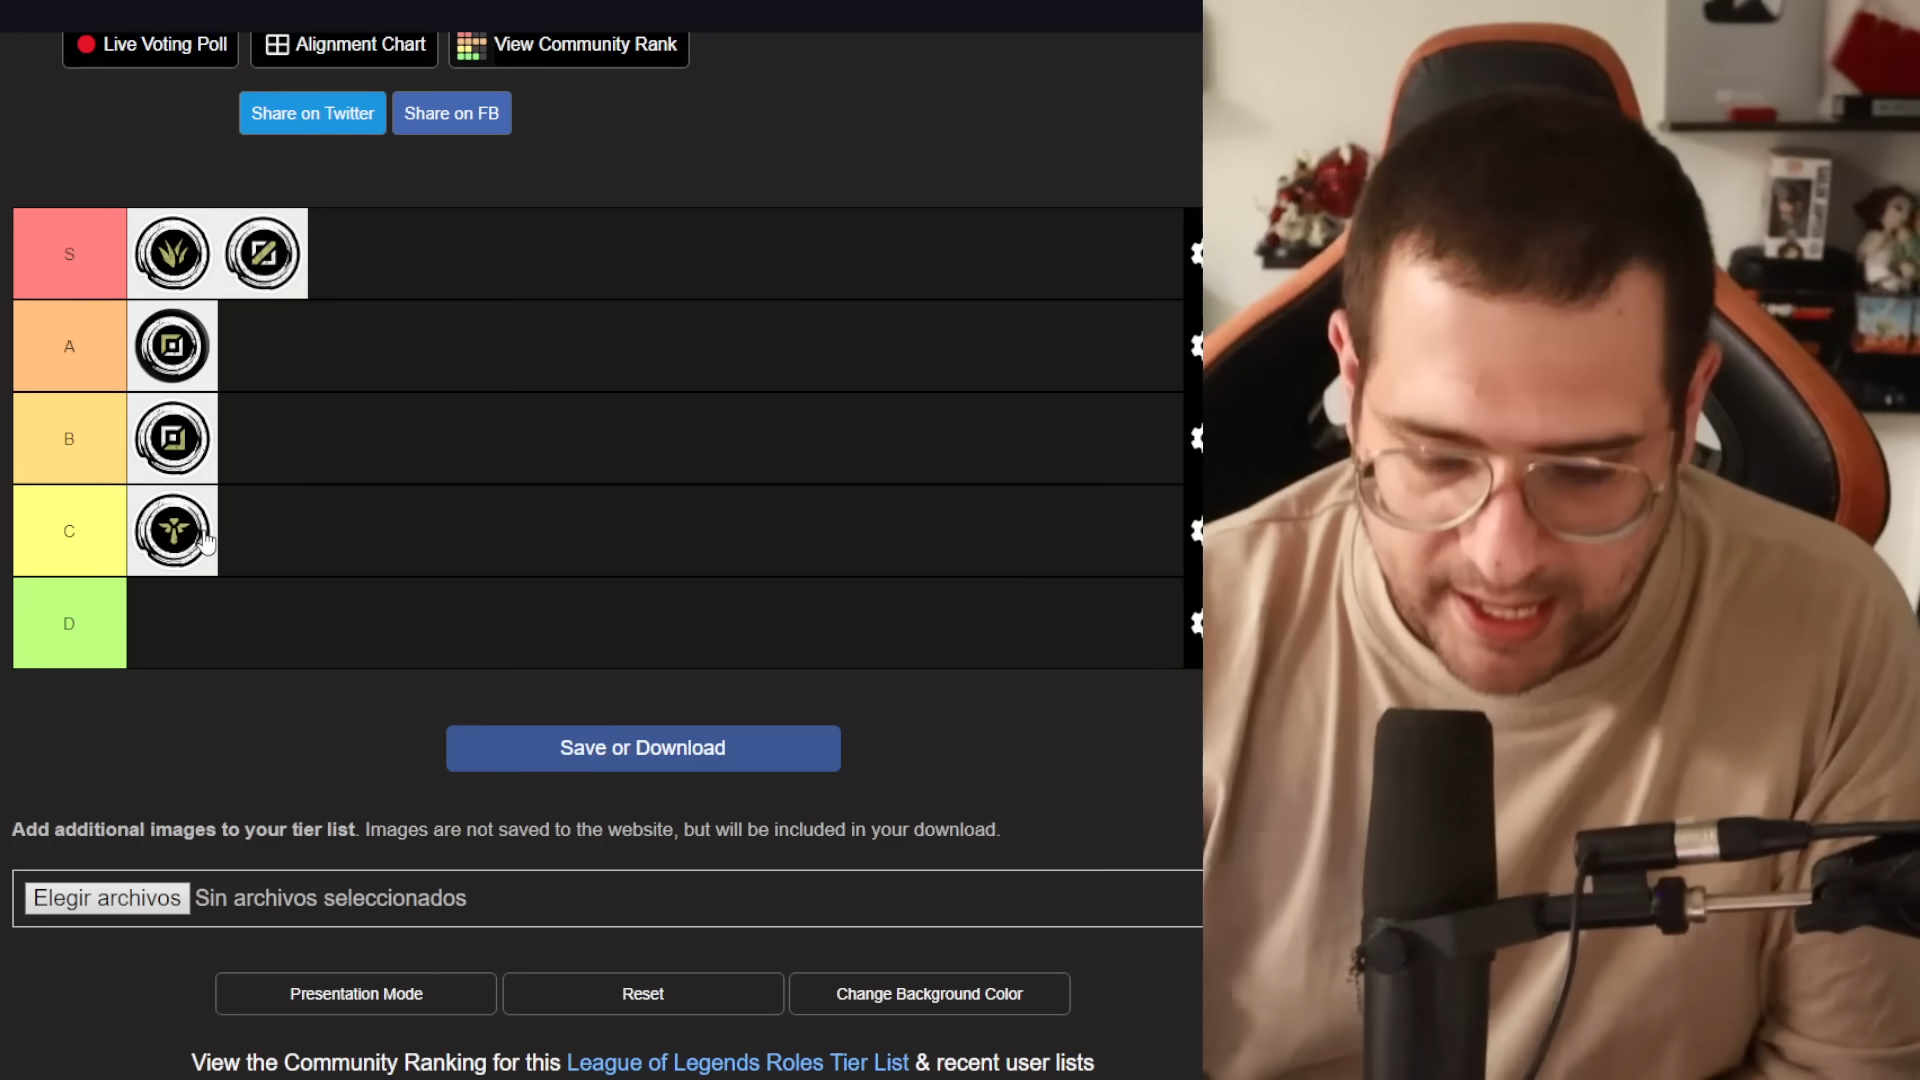 Live Voting Poll
Alignment Chart
View Community Rank
Share on Twitter
Share on FB
S
A
B
C
D
Save or Download
Add additional images to your tier list. Images are not saved to the website, but will be included in your download.
Elegir archivos Sin archivos seleccionados
Presentation Mode
Reset
Change Background Color
View the Community Ranking for this League of Legends Roles Tier List & recent user lists